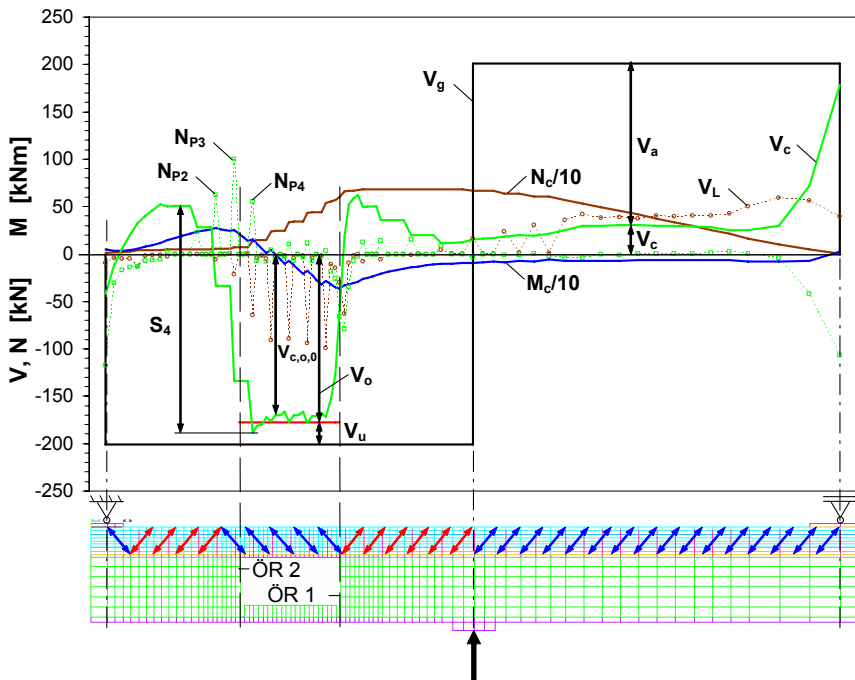 250
200
150
100
50
0
-50
-100
-150
-200
-250
V, N [kN] M [kNm]
N_P3
N_P2
N_P4
V_g
V_a
V_c
N_c/10
V_L
V_c
M_c/10
S_4
V_c,o,0
V_o
V_u
ÖR 2
ÖR 1